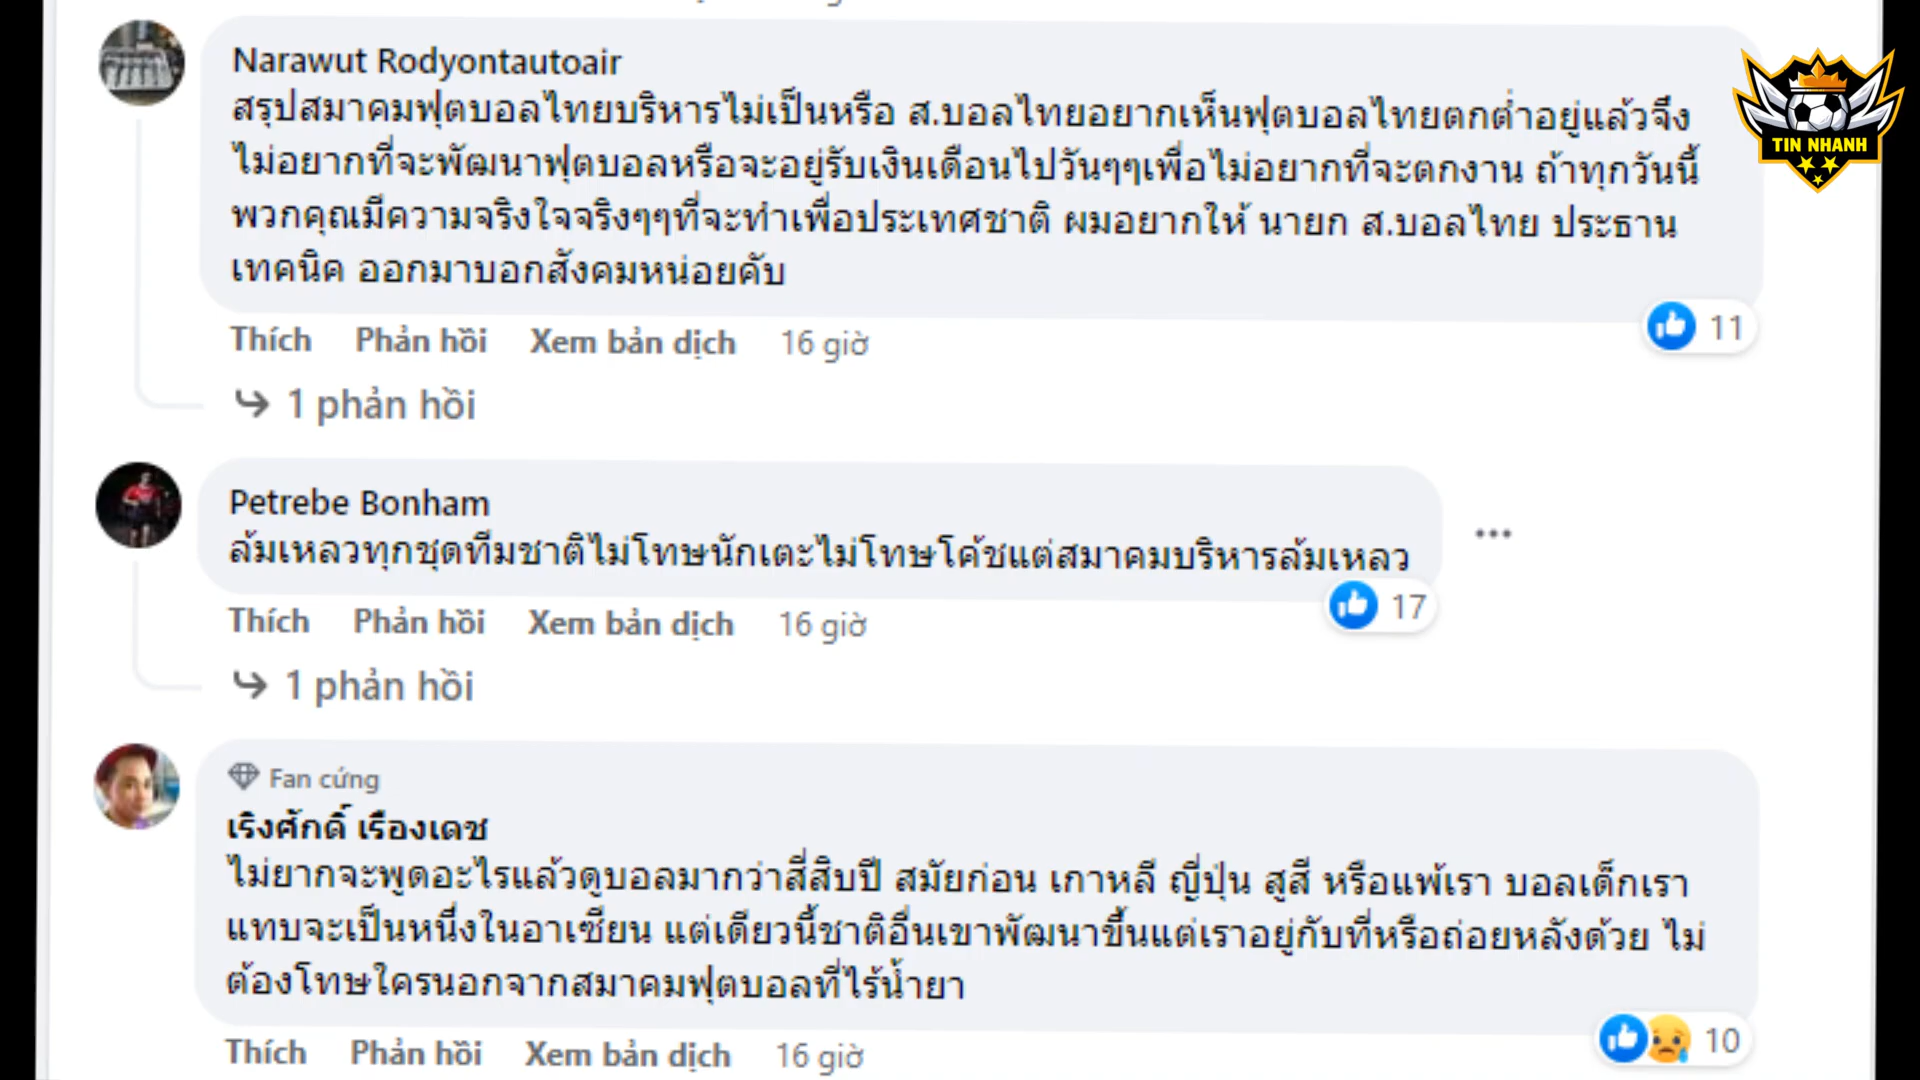 Narawut Rodyontautoair
สรุปสมาคมฟุตบอลไทยบริหารไม่เป็นหรือ ส.บอลไทยอยากเห็นฟุตบอลไทยตกต่ำอยู่แล้วจึง
ไม่อยากที่จะพัฒนาฟุตบอลหรือจะอยู่รับเงินเดือนไปวันๆๆเพื่อไม่อยากที่จะตกงาน ถ้าทุกวันนี้
พวกคุณมีความจริงใจจริงๆๆที่จะทำเพื่อประเทศชาติ ผมอยากให้ นายก ส.บอลไทย ประธาน
เทคนิค ออกมาบอกสังคมหน่อยคับ
Thích Phản hồi Xem bản dịch 16 giờ
11
1 phản hồi
Petrebe Bonham
ล้มเหลวทุกชุดทีมชาติไม่โทษนักเตะไม่โทษโค้ชแต่สมาคมบริหารล้มเหลว
17
Thích Phản hồi Xem bản dịch 16 giờ
1 phản hồi
Fan cứng
เริงศักดิ์ เรืองเดช
ไม่ยากจะพูดอะไรแล้วดูบอลมากว่าสี่สิบปี สมัยก่อน เกาหลี ญี่ปุ่น สูสี หรือแพ้เรา บอลเด็กเรา
แทบจะเป็นหนึ่งในอาเซียน แต่เดียวนี้ชาติอื่นเขาพัฒนาขึ้นแต่เราอยู่กับที่หรือถ่อยหลังด้วย ไม่
ต้องโทษใครนอกจากสมาคมฟุตบอลที่ไร้น้ำยา
10
Thích Phản hồi Xem bản dịch 16 giờ
TIN NHANH